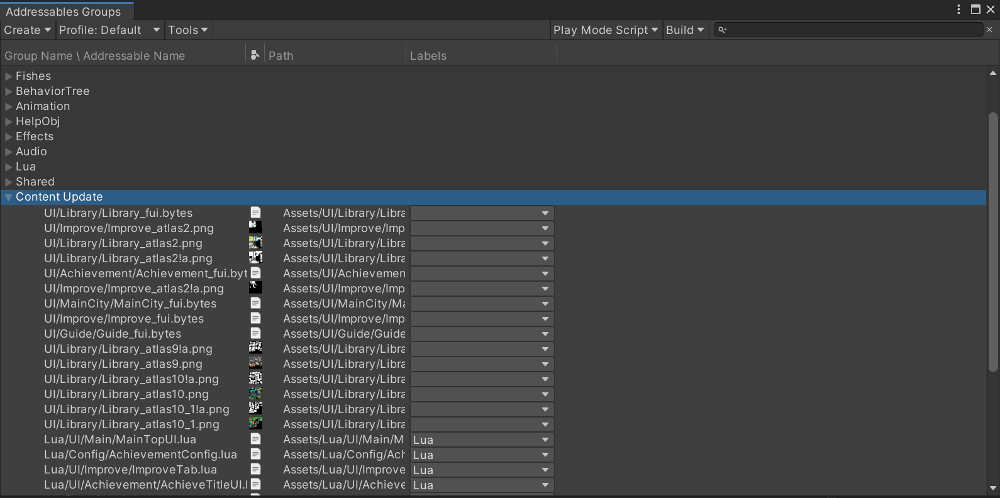 Addressables Groups
Create Profile: Default Tools Play Mode Script Build
Group Name \ Addressable Name Path Labels
Fishes
BehaviorTree
Animation
HelpObj
Effects
Audio
Lua
Shared
Content Update
UI/Library/Library_fui.bytes Assets/UI/Library/Libra
UI/Improve/Improve_atlas2.png Assets/UI/Improve/Imp
UI/Library/Library_atlas2.png Assets/UI/Library/Libra
UI/Library/Library_atlas2!a.png Assets/UI/Library/Libra
UI/Achievement/Achievement_fui.byt Assets/UI/Achievemen
UI/Improve/Improve_atlas2!a.png Assets/UI/Improve/Imp
UI/MainCity/MainCity_fui.bytes Assets/UI/MainCity/Ma
UI/Improve/Improve_fui.bytes Assets/UI/Improve/Imp
UI/Guide/Guide_fui.bytes Assets/UI/Guide/Guide
UI/Library/Library_atlas9!a.png Assets/UI/Library/Libra
UI/Library/Library_atlas9.png Assets/UI/Library/Libra
UI/Library/Library_atlas10!a.png Assets/UI/Library/Libra
UI/Library/Library_atlas10.png Assets/UI/Library/Libra
UI/Library/Library_atlas10_1!a.png Assets/UI/Library/Libra
UI/Library/Library_atlas10_1.png Assets/UI/Library/Libra
Lua/UI/Main/MainTopUI.lua Assets/Lua/UI/Main/M Lua
Lua/Config/AchievementConfig.lua Assets/Lua/Config/Ach Lua
Lua/UI/Improve/ImproveTab.lua Assets/Lua/UI/Improve Lua
Lua/UI/Achievement/AchieveTitleUI.l Assets/Lua/UI/Achieve Lua